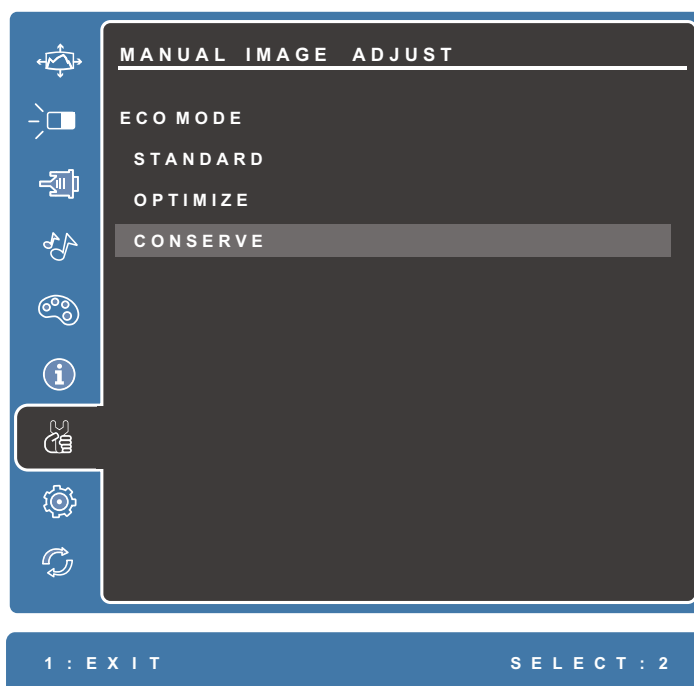 MANUAL IMAGE ADJUST
ECO MODE
STANDARD
OPTIMIZE
CONSERVE
1 : EXIT SELECT : 2